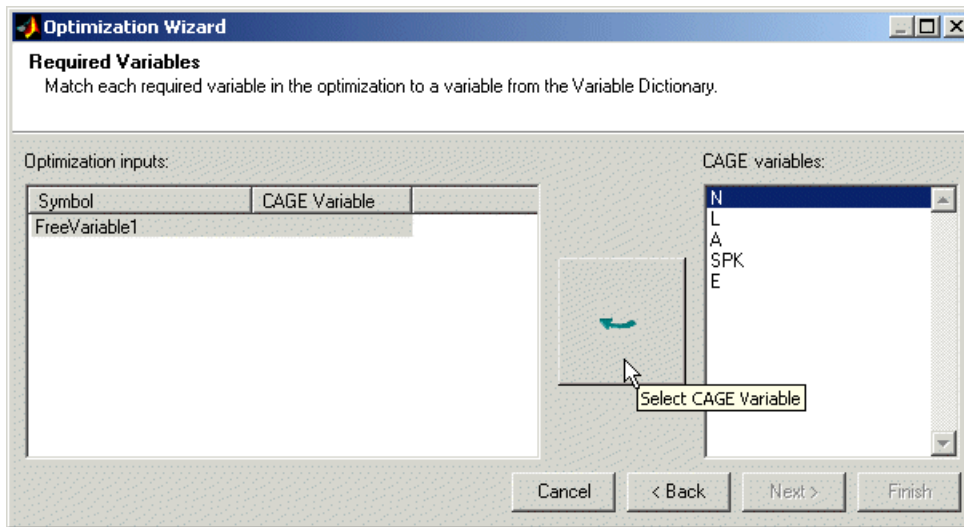 Optimization Wizard
Required Variables
Match each required variable in the optimization to a variable from the Variable Dictionary.
Optimization inputs:
CAGE variables:
Symbol CAGE Variable
FreeVariable1
N
L
A
SPK
E
Select CAGE Variable
Cancel < Back Next > Finish